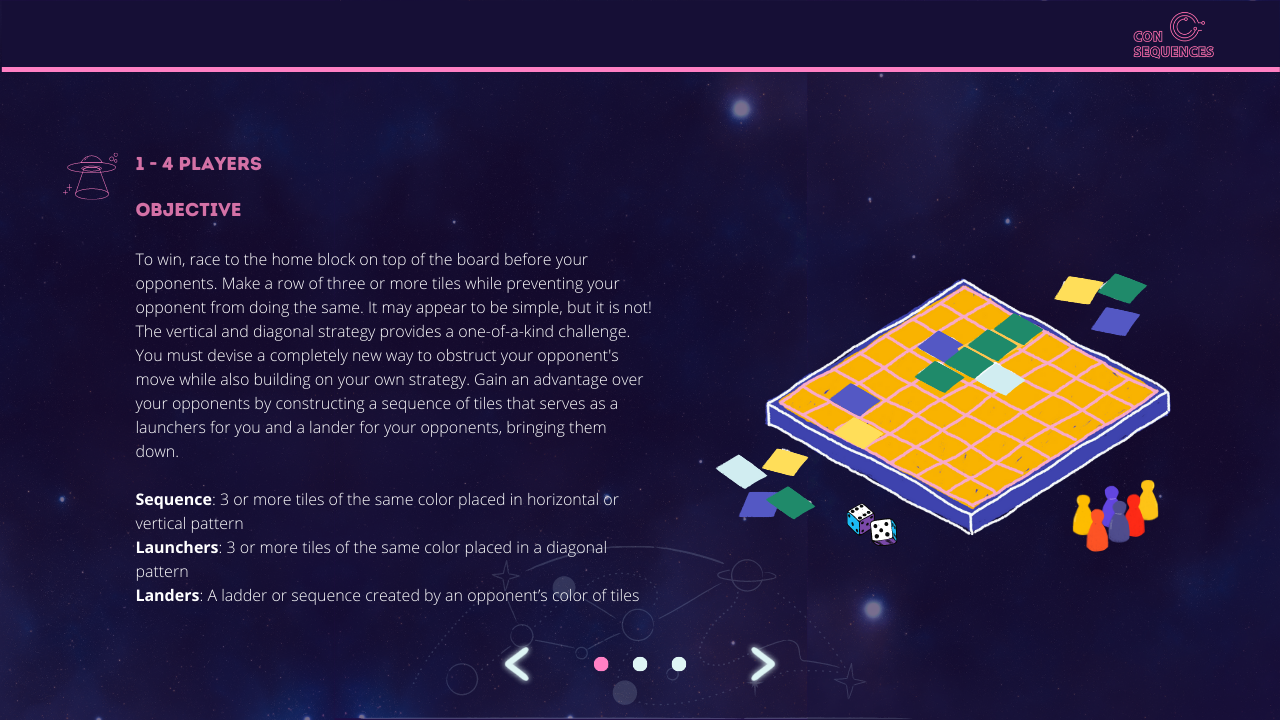 CON
SEQUENCES
1 - 4 PLAYERS
OBJECTIVE
To win, race to the home block on top of the board before your
opponents. Make a row of three or more tiles while preventing your
opponent from doing the same. It may appear to be simple, but it is not!
The vertical and diagonal strategy provides a one-of-a-kind challenge.
You must devise a completely new way to obstruct your opponent's
move while also building on your own strategy. Gain an advantage over
your opponents by constructing a sequence of tiles that serves as a
launchers for you and a lander for your opponents, bringing them
down.
Sequence: 3 or more tiles of the same color placed in horizontal or
vertical pattern
Launchers: 3 or more tiles of the same color placed in a diagonal
pattern
Landers: A ladder or sequence created by an opponent’s color of tiles